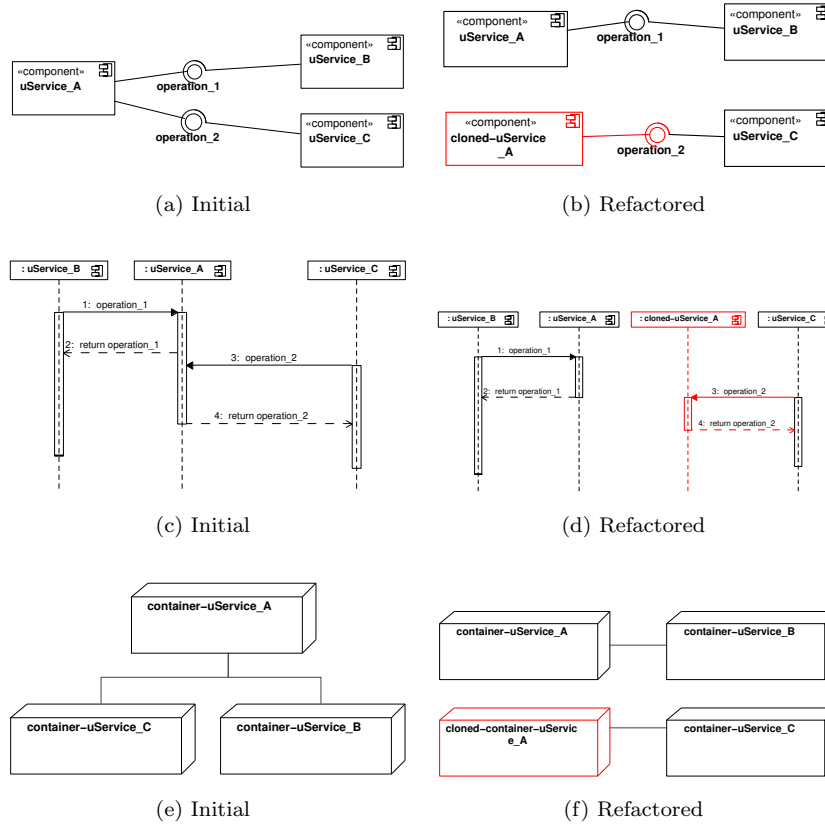 «component»
uService_A
operation_1
operation_2
«component»
uService_B
«component»
uService_C
(a) Initial
«component»
uService_A
operation_1
«component»
uService_B
«component»
cloned−uService
_A
operation_2
«component»
uService_C
(b) Refactored
: uService_B
: uService_A
: uService_C
1: operation_1
2: return operation_1
3: operation_2
4: return operation_2
(c) Initial
: uService_B
: uService_A
: cloned−uService_A
: uService_C
1: operation_1
2: return operation_1
3: operation_2
4: return operation_2
(d) Refactored
container−uService_A
container−uService_C
container−uService_B
(e) Initial
container−uService_A
container−uService_B
cloned−container−uServic
e_A
container−uService_C
(f) Refactored